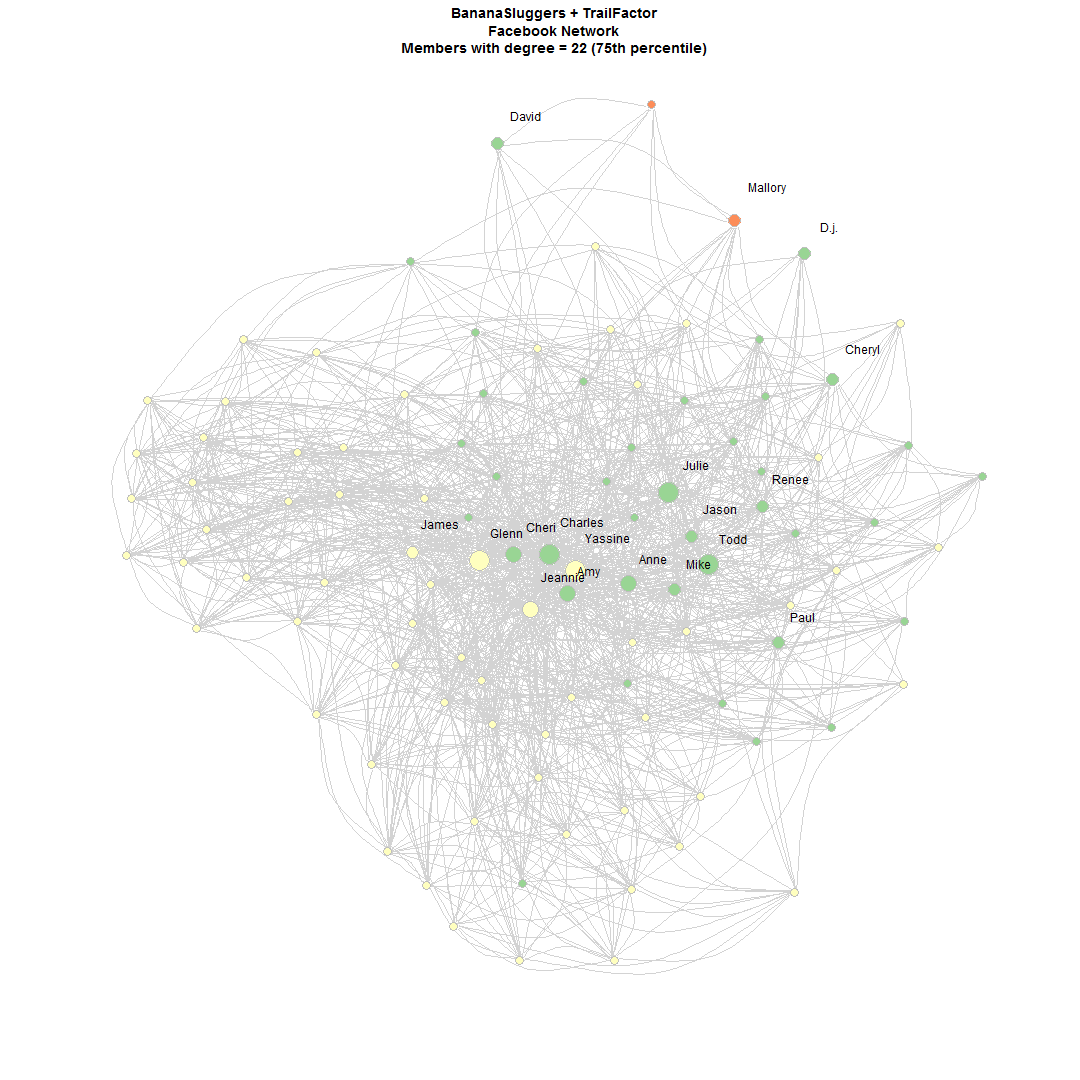 BananaSluggers + TrailFactor
Facebook Network
Members with degree = 22 (75th percentile)
David
Mallory
D.j.
Cheryl
Julie
Renee
Jason
James
Cheri
Charles
Glenn
Yassine
Todd
Anne
Mike
Amy
Jeannie
Paul